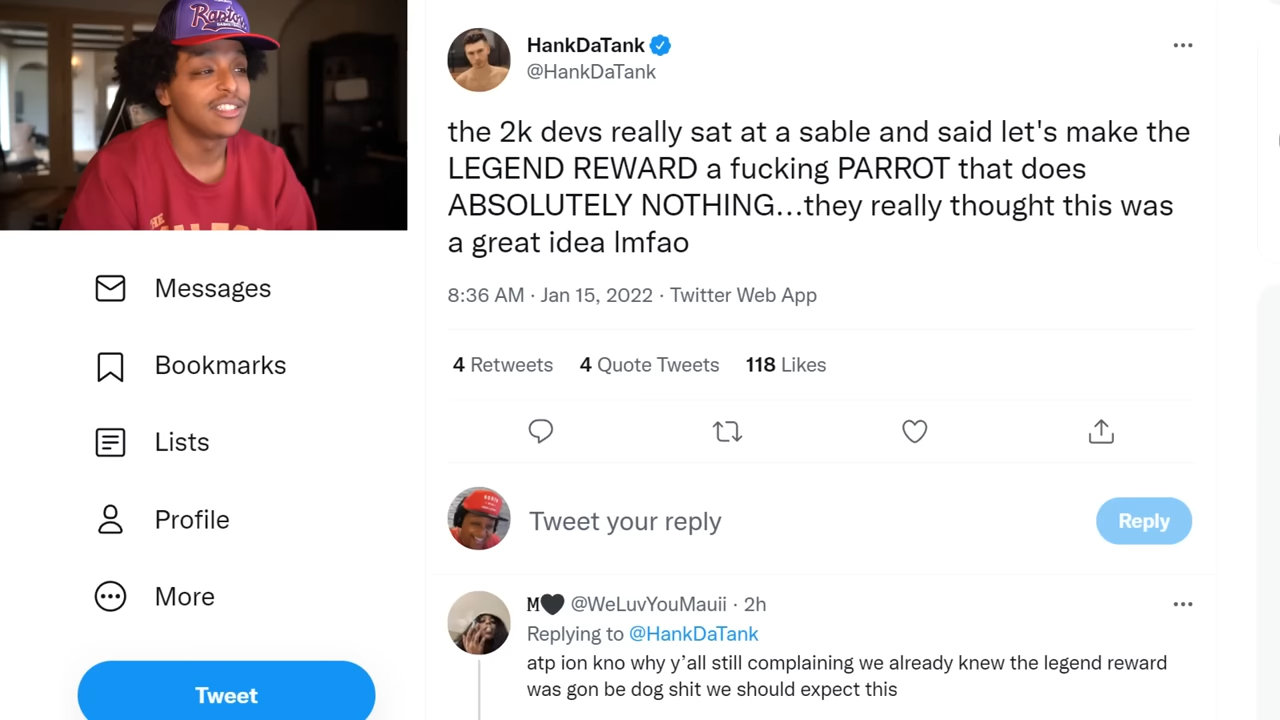 Raptors
THE
HankDaTank
@HankDaTank
the 2k devs really sat at a sable and said let's make the
LEGEND REWARD a fucking PARROT that does
ABSOLUTELY NOTHING...they really thought this was
a great idea lmfao
8:36 AM · Jan 15, 2022 · Twitter Web App
4 Retweets 4 Quote Tweets 118 Likes
Messages
Bookmarks
Lists
Profile
More
Tweet
Tweet your reply
Reply
M🖤 @WeLuvYouMauii · 2h
Replying to @HankDaTank
atp ion kno why y’all still complaining we already knew the legend reward
was gon be dog shit we should expect this